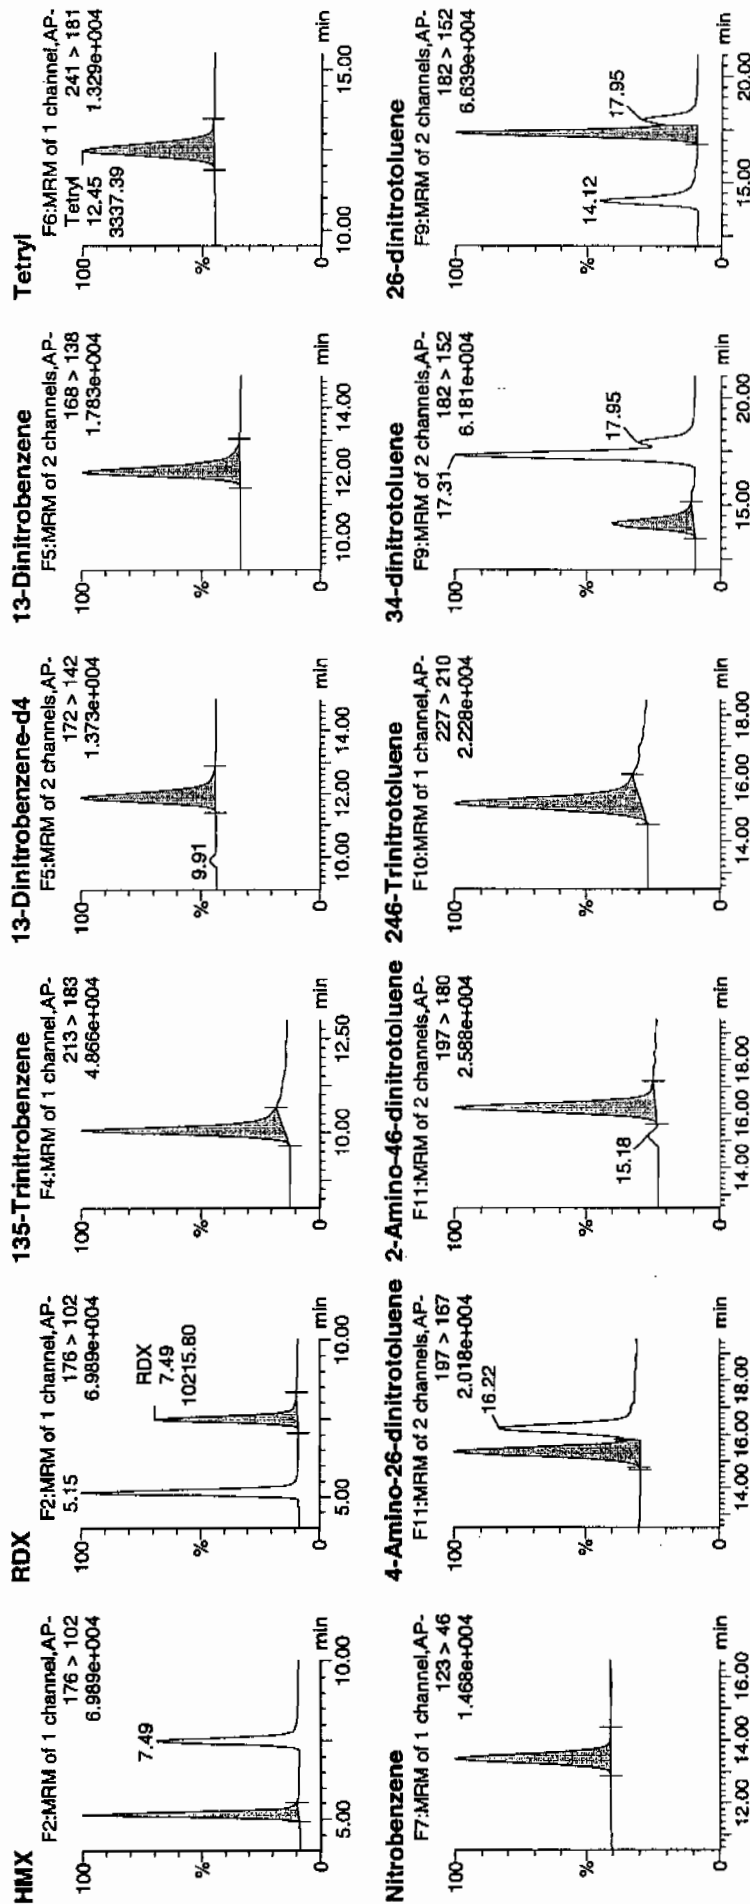 HMX
F2:MRM of 1 channel,AP-
176 > 102
6.989e+004
100
7.49
%
0
5.00
10.00
min
RDX
F2:MRM of 1 channel,AP-
176 > 102
6.989e+004
100
5.15
RDX
7.49
10215.80
%
0
5.00
10.00
min
135-Trinitrobenzene
F4:MRM of 1 channel,AP-
213 > 183
4.866e+004
100
%
0
10.00
12.50
min
13-Dinitrobenzene-d4
F5:MRM of 2 channels,AP-
172 > 142
1.373e+004
100
9.91
%
0
10.00
12.00
14.00
min
13-Dinitrobenzene
F5:MRM of 2 channels,AP-
168 > 138
1.783e+004
100
%
0
10.00
12.00
14.00
min
Tetryl
F6:MRM of 1 channel,AP-
241 > 181
1.329e+004
Tetryl
12.45
3337.39
100
%
0
10.00
15.00
min
Nitrobenzene
F7:MRM of 1 channel,AP-
123 > 46
1.468e+004
100
%
0
12.00
14.00
16.00
min
4-Amino-26-dinitrotoluene
F11:MRM of 2 channels,AP-
197 > 167
2.018e+004
100
16.22
%
0
14.00
16.00
18.00
min
2-Amino-46-dinitrotoluene
F11:MRM of 2 channels,AP-
197 > 180
2.588e+004
100
15.18
%
0
14.00
16.00
18.00
min
246-Trinitrotoluene
F10:MRM of 1 channel,AP-
227 > 210
2.228e+004
100
%
0
14.00
16.00
18.00
min
34-dinitrotoluene
F9:MRM of 2 channels,AP-
182 > 152
6.181e+004
100
17.31
17.95
%
0
15.00
20.00
min
26-dinitrotoluene
F9:MRM of 2 channels,AP-
182 > 152
6.639e+004
100
14.12
17.95
%
0
15.00
20.00
min